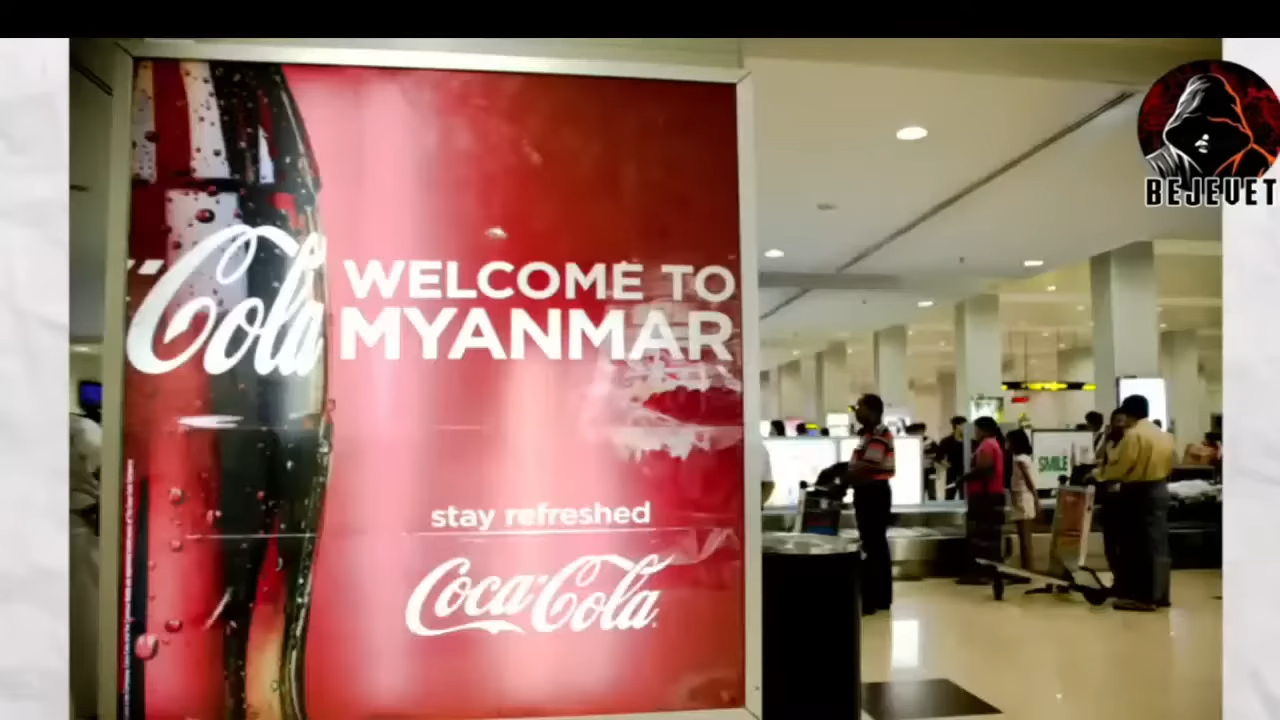 Cola
WELCOME TO
MYANMAR
stay refreshed
Coca-Cola
SMILE
BEJEVET